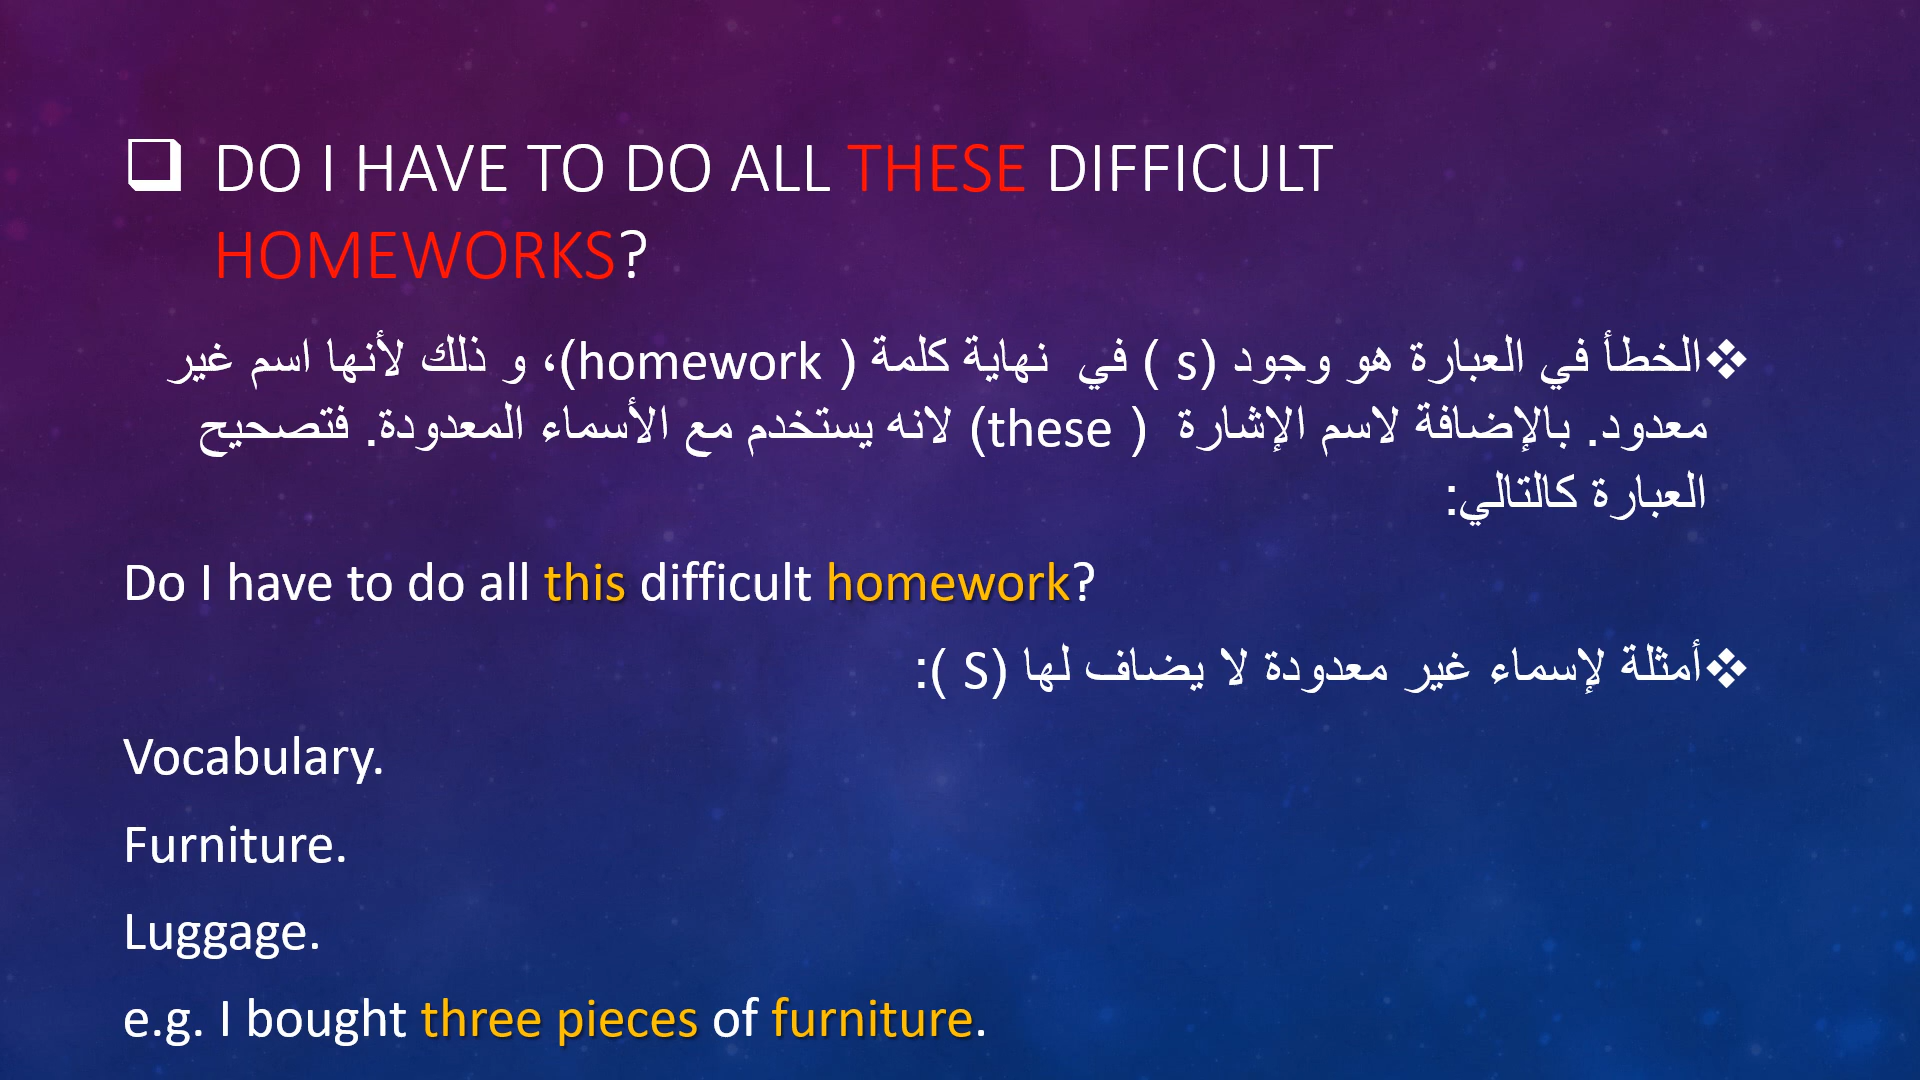 DO I HAVE TO DO ALL THESE DIFFICULT
HOMEWORKS?
الخطأ في العبارة هو وجود (s ) في نهاية كلمة ( homework)، و ذلك لأنها اسم غير
معدود. بالإضافة لاسم الإشارة ( these) لانه يستخدم مع الأسماء المعدودة. فتصحيح
العبارة كالتالي:
Do I have to do all this difficult homework?
أمثلة لإسماء غير معدودة لا يضاف لها (S ):
Vocabulary.
Furniture.
Luggage.
e.g. I bought three pieces of furniture.